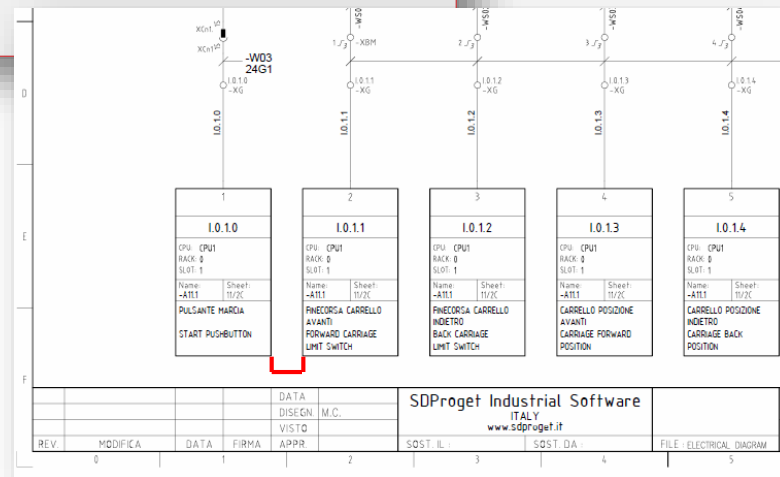 -WS0
XCn1. 15
XCn1 15
1 -XBM
2
3
4
-W03
24G1
I.0.1.0
-XG
I.0.1.1
-XG
I.0.1.2
-XG
I.0.1.3
-XG
I.0.1.4
-XG
D
I.0.1.0
I.0.1.1
I.0.1.2
I.0.1.3
I.0.1.4
1
2
3
4
5
I.0.1.0
I.0.1.1
I.0.1.2
I.0.1.3
I.0.1.4
E
CPU: CPU1
RACK: 0
SLOT: 1
Name: Sheet:
-A11.1 11/2C
PULSANTE MARCIA
START PUSHBUTTON
CPU: CPU1
RACK: 0
SLOT: 1
Name: Sheet:
-A11.1 11/2C
FINECORSA CARRELLO
AVANTI
FORWARD CARRIAGE
LIMIT SWITCH
CPU: CPU1
RACK: 0
SLOT: 1
Name: Sheet:
-A11.1 11/2C
FINECORSA CARRELLO
INDIETRO
BACK CARRIAGE
LIMIT SWITCH
CPU: CPU1
RACK: 0
SLOT: 1
Name: Sheet:
-A11.1 11/2C
CARRELLO POSIZIONE
AVANTI
CARRIAGE FORWARD
POSITION
CPU: CPU1
RACK: 0
SLOT: 1
Name: Sheet:
-A11.1 11/2C
CARRELLO POSIZIONE
INDIETRO
CARRIAGE BACK
POSITION
F
DATA
DISEGN. M.C.
VISTO
REV. MODIFICA DATA FIRMA APPR.
SDProget Industrial Software
ITALY
www.sdproget.it
SOST. IL : SOST. DA : FILE : ELECTRICAL DIAGRAM
0 1 2 3 4 5